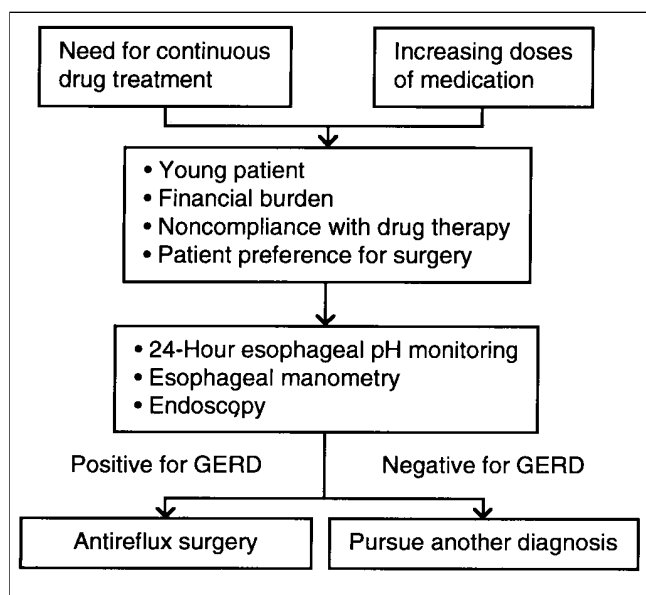 Need for continuous
drug treatment
Increasing doses
of medication
• Young patient
• Financial burden
• Noncompliance with drug therapy
• Patient preference for surgery
• 24-Hour esophageal pH monitoring
• Esophageal manometry
• Endoscopy
Positive for GERD
Negative for GERD
Antireflux surgery
Pursue another diagnosis